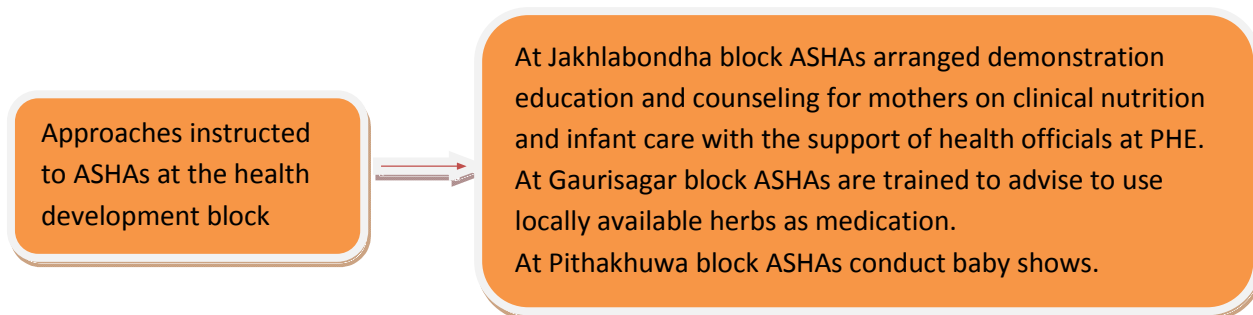 Approaches instructed
to ASHAs at the health
development block
At Jakhlabondha block ASHAs arranged demonstration
education and counseling for mothers on clinical nutrition
and infant care with the support of health officials at PHE.
At Gaurisagar block ASHAs are trained to advise to use
locally available herbs as medication.
At Pithakhuwa block ASHAs conduct baby shows.